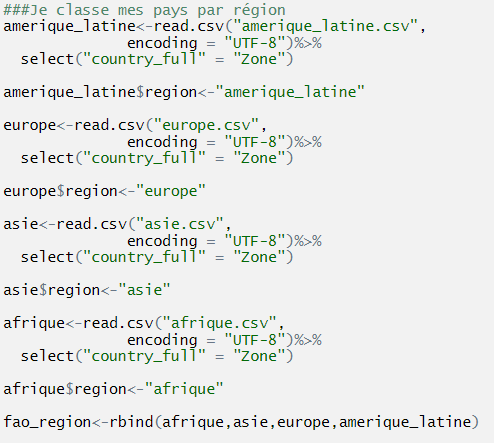 ###Je classe mes pays par région
amerique_latine<-read.csv("amerique_latine.csv",
encoding = "UTF-8")%>%
select("country_full" = "Zone")
amerique_latine$region<-"amerique_latine"
europe<-read.csv("europe.csv",
encoding = "UTF-8")%>%
select("country_full" = "Zone")
europe$region<-"europe"
asie<-read.csv("asie.csv",
encoding = "UTF-8")%>%
select("country_full" = "Zone")
asie$region<-"asie"
afrique<-read.csv("afrique.csv",
encoding = "UTF-8")%>%
select("country_full" = "Zone")
afrique$region<-"afrique"
fao_region<-rbind(afrique,asie,europe,amerique_latine)